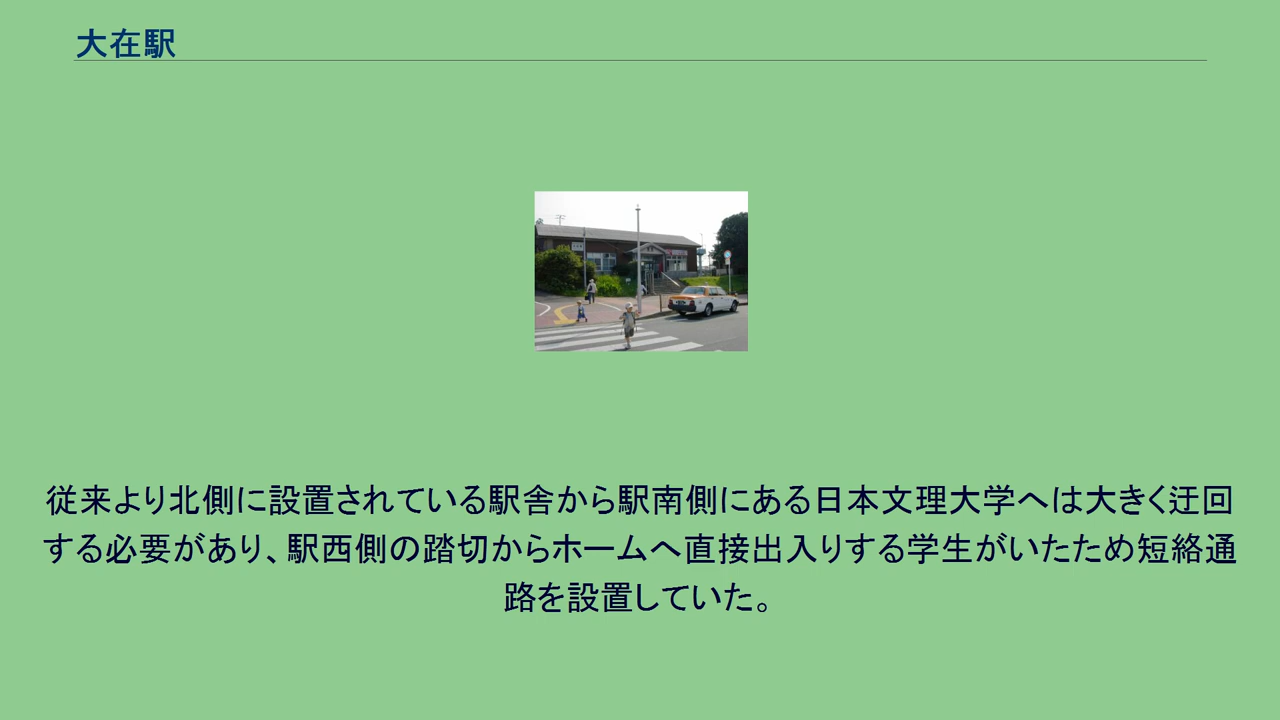 大在駅
従来より北側に設置されている駅舎から駅南側にある日本文理大学へは大きく迂回
する必要があり、駅西側の踏切からホームへ直接出入りする学生がいたため短絡通
路を設置していた。